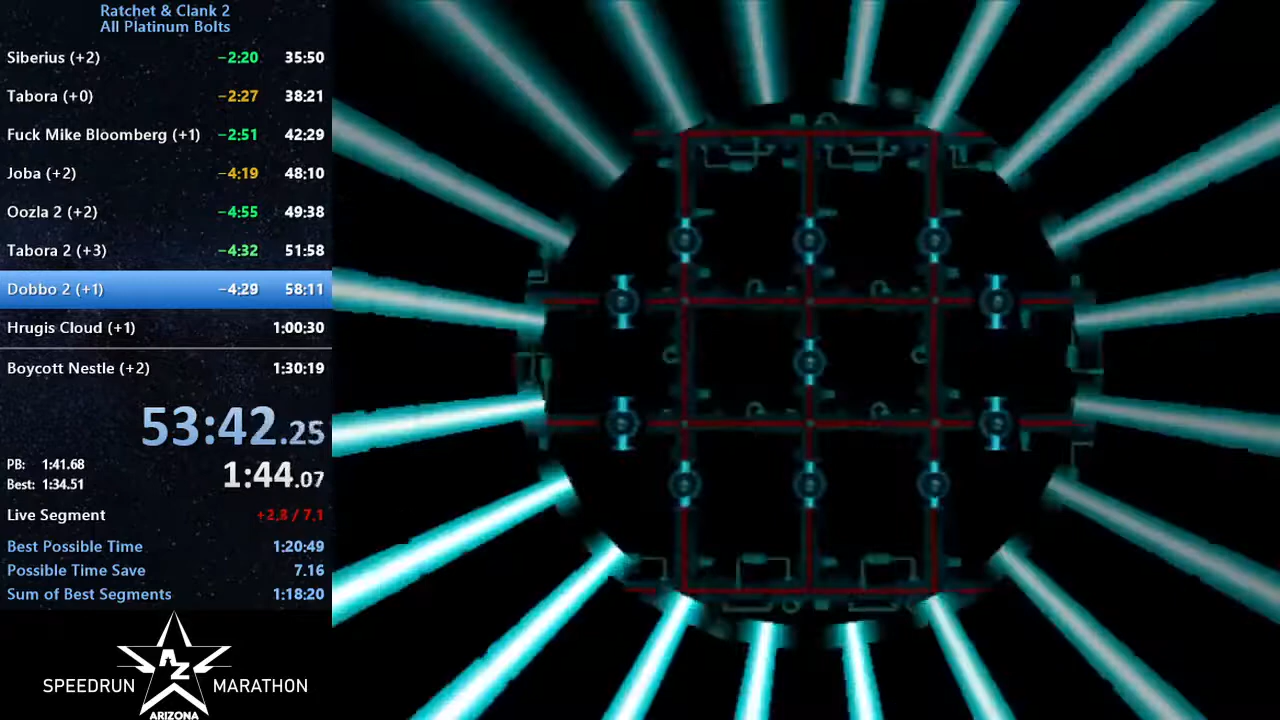 Ratchet & Clank 2
All Platinum Bolts
Siberius (+2) −2:20 35:50
Tabora (+0) −2:27 38:21
Fuck Mike Bloomberg (+1) −2:51 42:29
Joba (+2) −4:19 48:10
Oozla 2 (+2) −4:55 49:38
Tabora 2 (+3) −4:32 51:58
Dobbo 2 (+1) −4:29 58:11
Hrugis Cloud (+1) 1:00:30
Boycott Nestle (+2) 1:30:19
53:42.25
PB: 1:41.68
Best: 1:34.51
1:44.07
Live Segment +2.3 / 7.1
Best Possible Time 1:20:49
Possible Time Save 7.16
Sum of Best Segments 1:18:20
AZ
SPEEDRUN MARATHON
ARIZONA